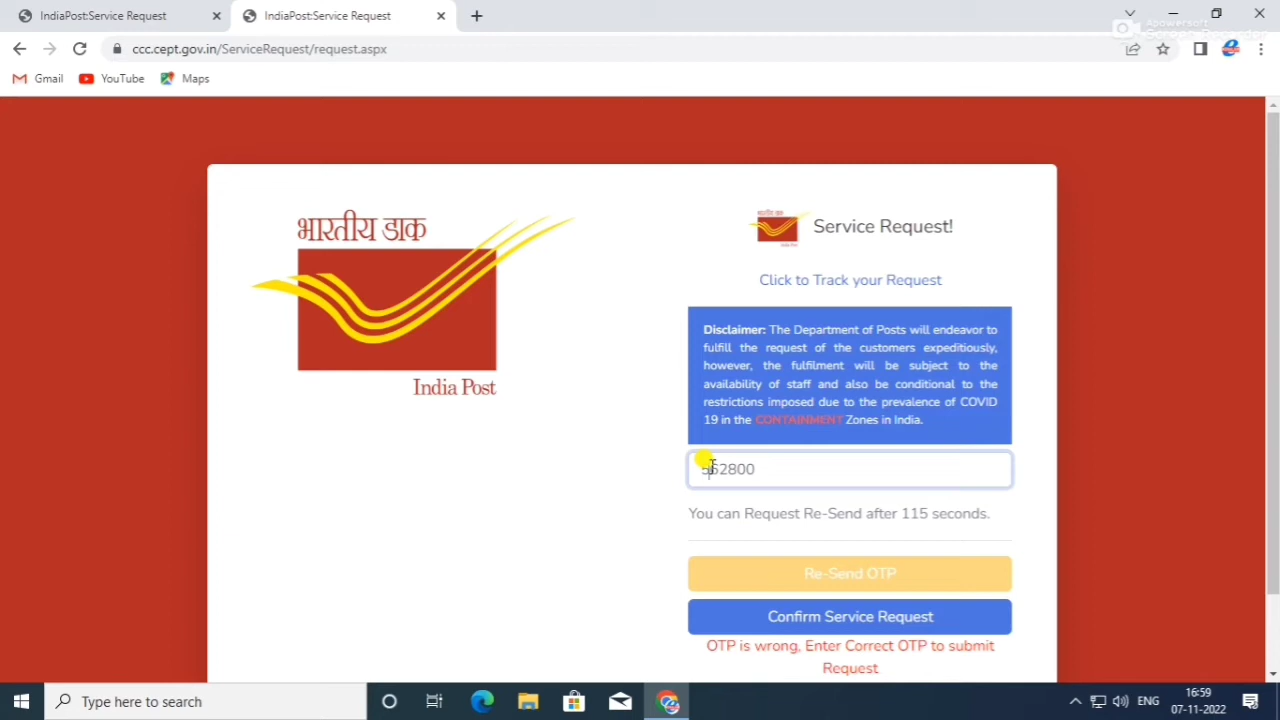 IndiaPost:Service Request
IndiaPost:Service Request
Apowersoft
Screen Recorder
ccc.cept.gov.in/ServiceRequest/request.aspx
Gmail
YouTube
Maps
भारतीय डाक
India Post
Service Request!
Click to Track your Request
Disclaimer: The Department of Posts will endeavor to
fulfill the request of the customers expeditiously,
however, the fulfilment will be subject to the
availability of staff and also be conditional to the
restrictions imposed due to the prevalence of COVID
19 in the CONTAINMENT Zones in India.
562800
You can Request Re-Send after 115 seconds.
Re-Send OTP
Confirm Service Request
OTP is wrong, Enter Correct OTP to submit
Request
Type here to search
ENG
16:59
07-11-2022